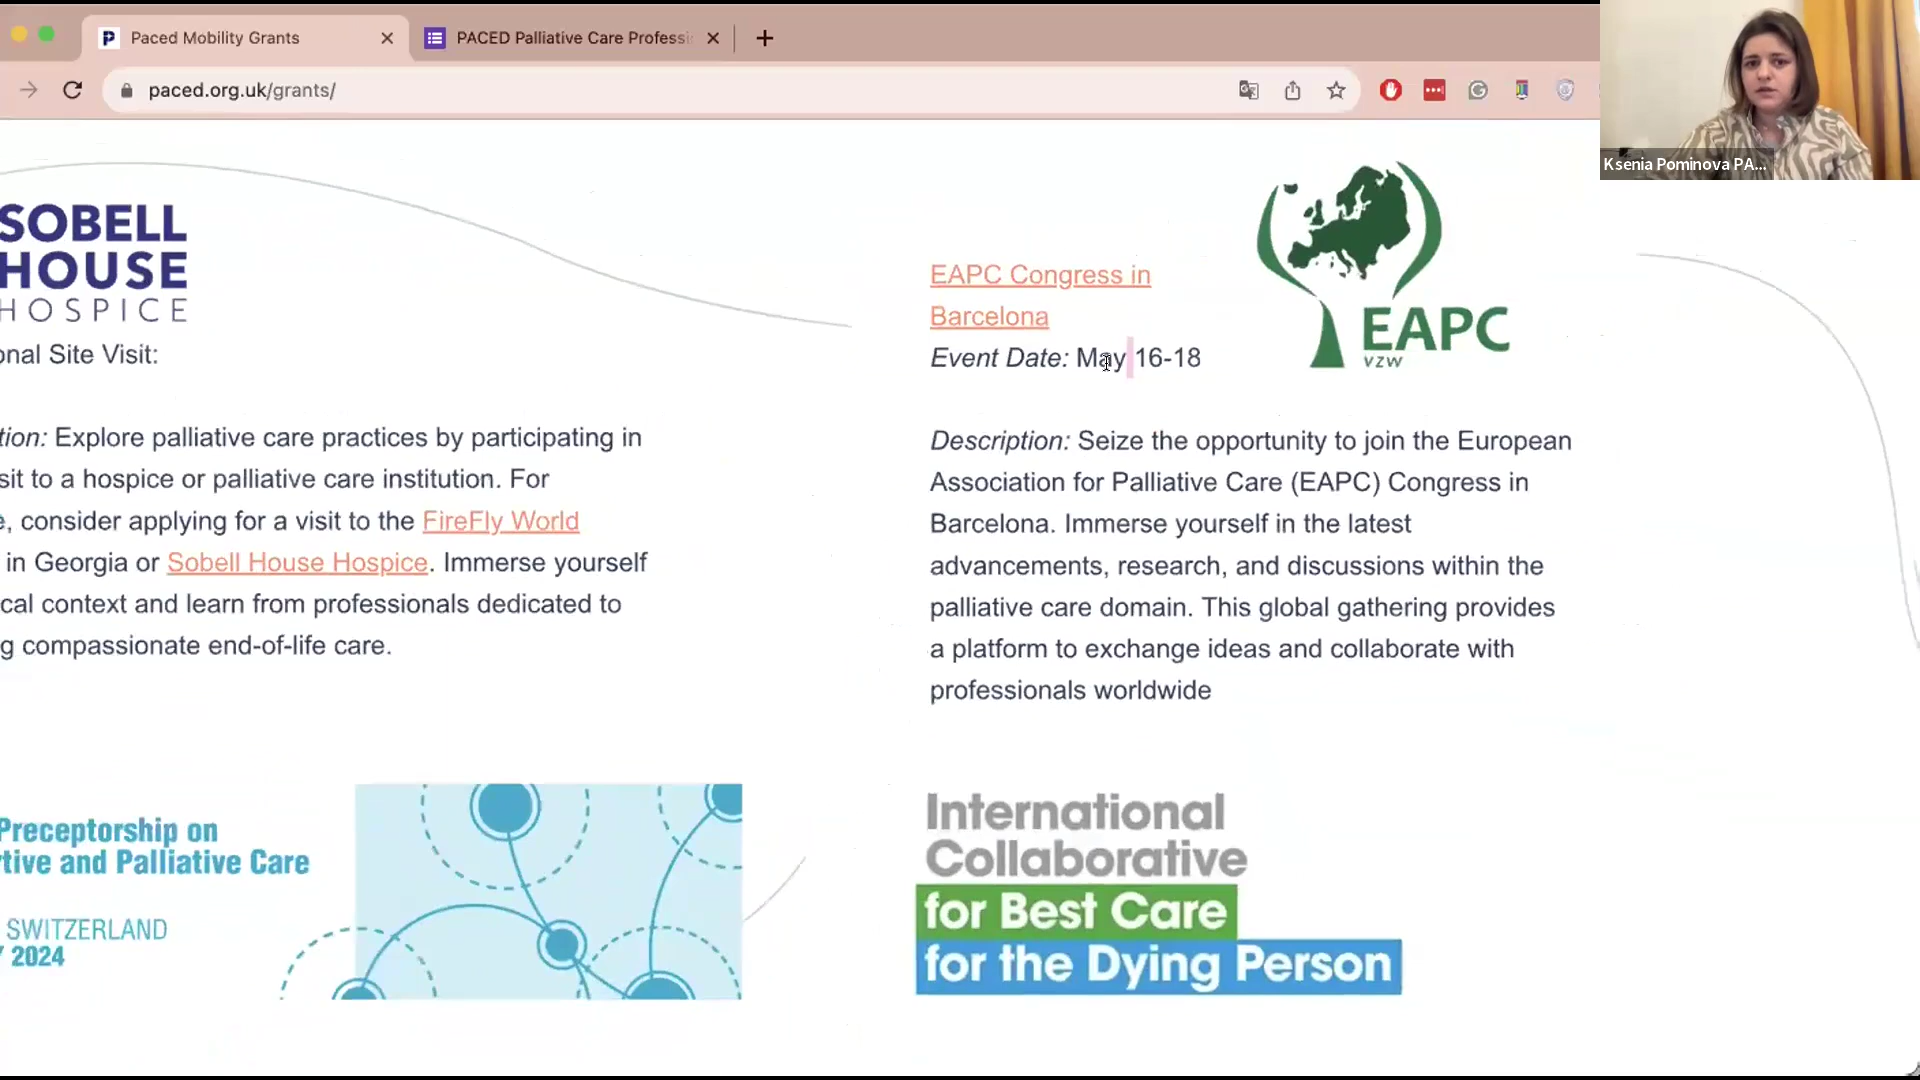 Paced Mobility Grants
PACED Palliative Care Professi
paced.org.uk/grants/
Ksenia Pominova PA...
SOBELL
HOUSE
HOSPICE
onal Site Visit:
tion: Explore palliative care practices by participating in
sit to a hospice or palliative care institution. For
e, consider applying for a visit to the FireFly World
in Georgia or Sobell House Hospice. Immerse yourself
cal context and learn from professionals dedicated to
g compassionate end-of-life care.
EAPC Congress in
Barcelona
Event Date: May 16-18
EAPC
VZW
Description: Seize the opportunity to join the European
Association for Palliative Care (EAPC) Congress in
Barcelona. Immerse yourself in the latest
advancements, research, and discussions within the
palliative care domain. This global gathering provides
a platform to exchange ideas and collaborate with
professionals worldwide
Preceptorship on
tive and Palliative Care
SWITZERLAND
Y 2024
International
Collaborative
for Best Care
for the Dying Person